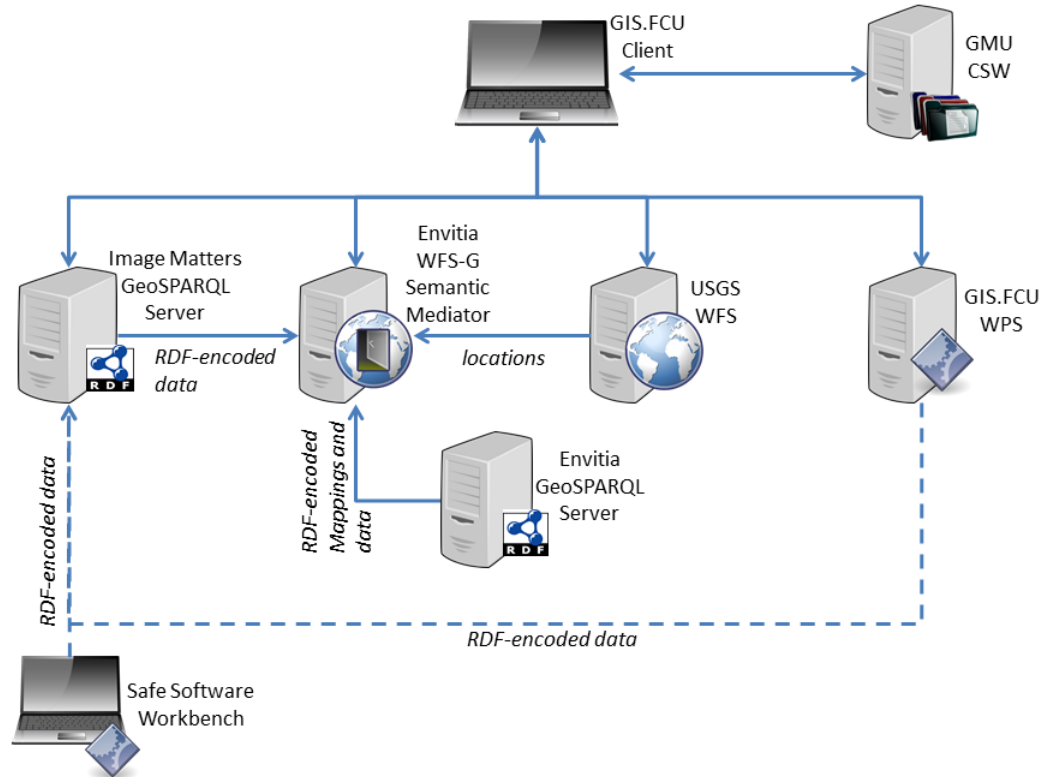 GIS.FCU
Client
GMU
CSW
Image Matters
GeoSPARQL
Server
RDF
RDF-encoded
data
Envitia
WFS-G
Semantic
Mediator
locations
USGS
WFS
GIS.FCU
WPS
RDF-encoded
Mappings and
data
Envitia
GeoSPARQL
Server
RDF
RDF-encoded data
RDF-encoded data
Safe Software
Workbench